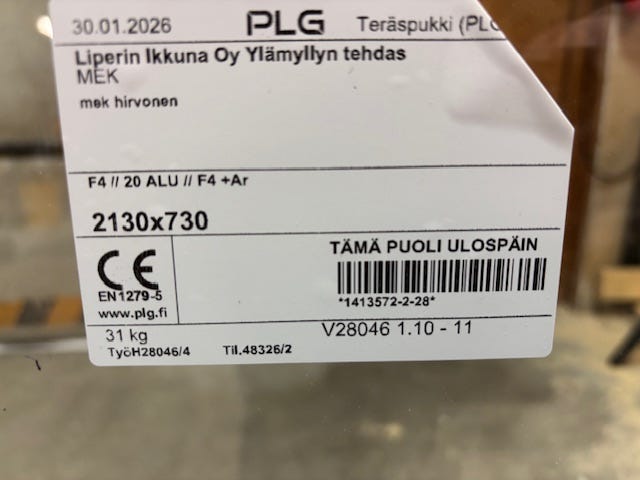 30.01.2026 PLG Teräspukki (PLG
Liperin Ikkuna Oy Ylämyllyn tehdas
MEK
mek hirvonen
F4 // 20 ALU // F4 +Ar
2130x730
TÄMÄ PUOLI ULOSPÄIN
CE
EN1279-5
*1413572-2-28*
www.plg.fi
31 kg
V28046 1.10 - 11
TyöH28046/4 Til.48326/2